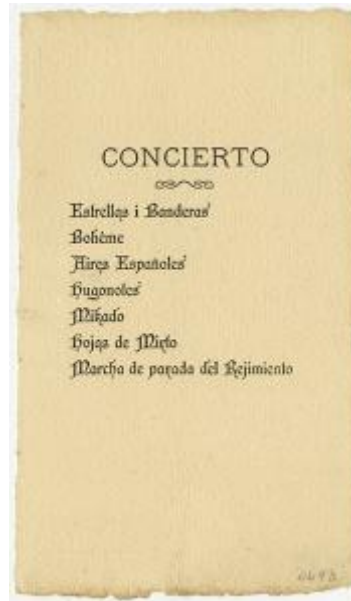 CONCIERTO
Estrellas i Banderas
Bohème
Aires Españoles
Hugonotes
Mikado
Hojas de Mirto
Marcha de parada del Rejimiento